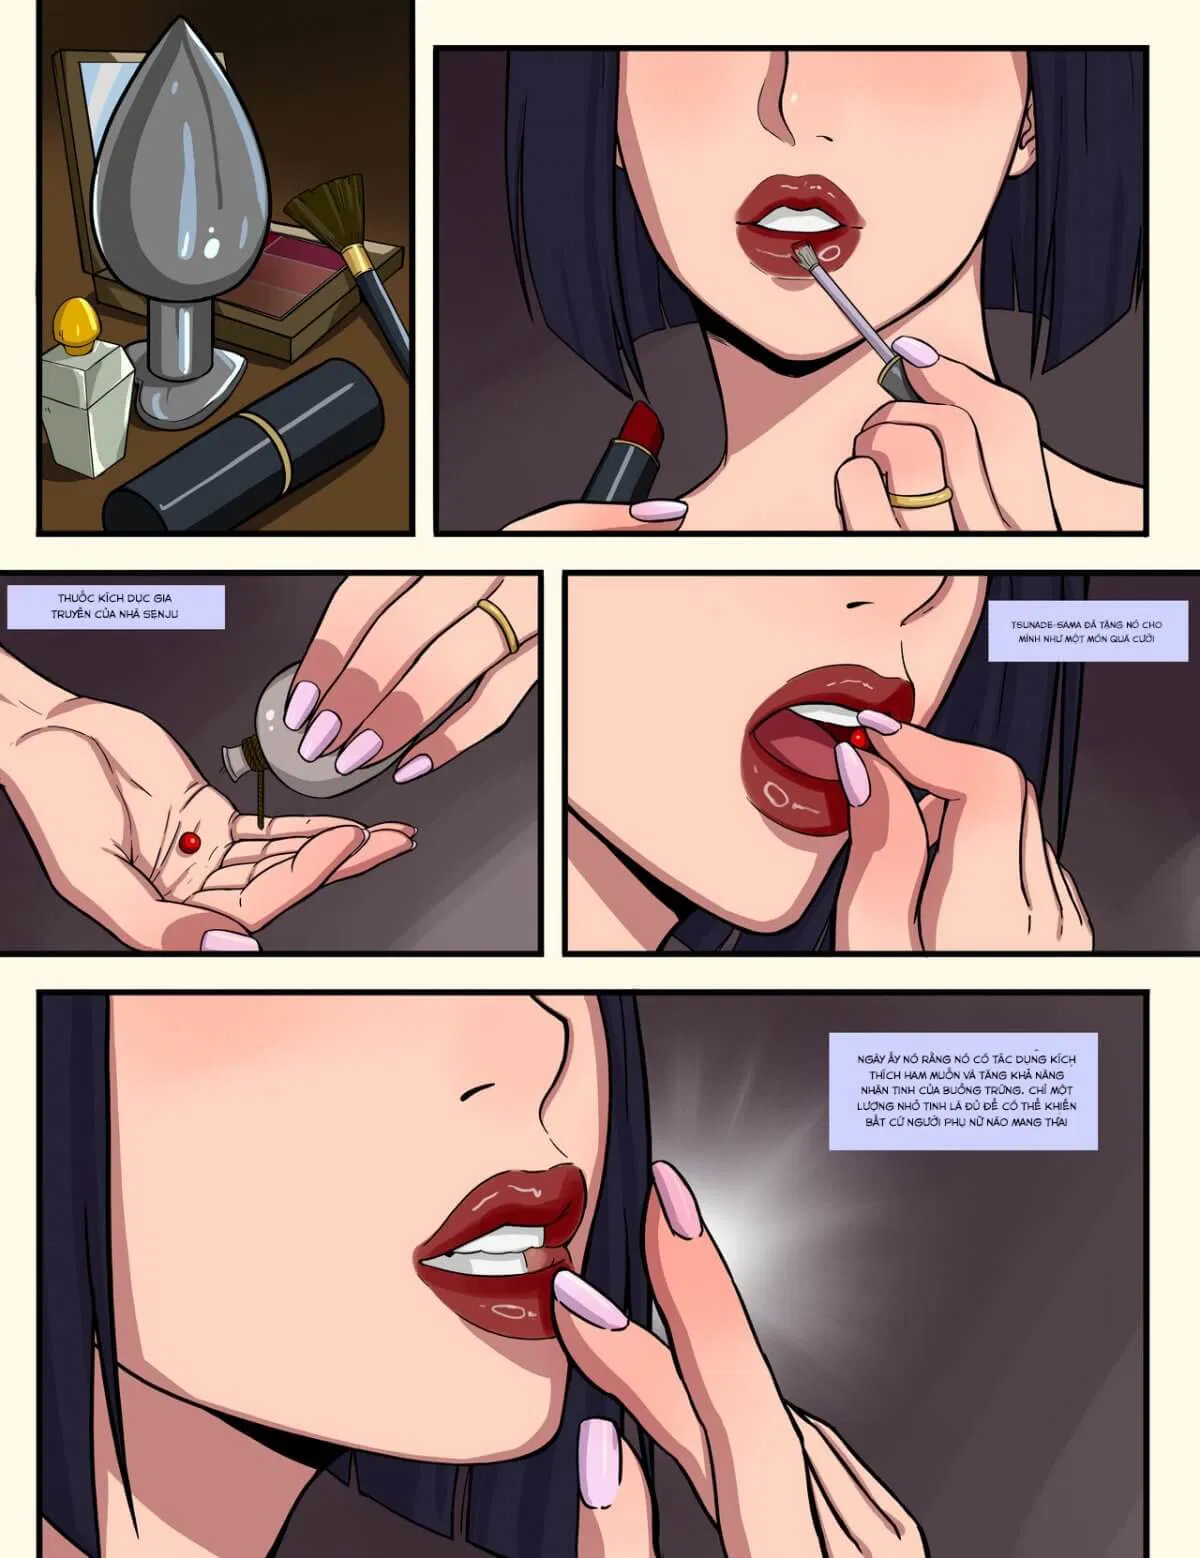 THUỐC KÍCH DỤC GIA
TRUYỀN CỦA NHÀ SENJU
TSUNADE-SAMA ĐÃ TẶNG NÓ CHO
MÌNH NHƯ MỘT MÓN QUÀ CƯỚI
NGÀY ẤY NÓ RẰNG NÓ CÓ TÁC DỤNG KÍCH
THÍCH HAM MUỐN VÀ TĂNG KHẢ NĂNG
NHẬN TINH CỦA BUỒNG TRỨNG. CHỈ MỘT
LƯỢNG NHỎ TINH LÀ ĐỦ ĐỂ CÓ THỂ KHIẾN
BẤT CỨ NGƯỜI PHỤ NỮ NÀO MANG THAI